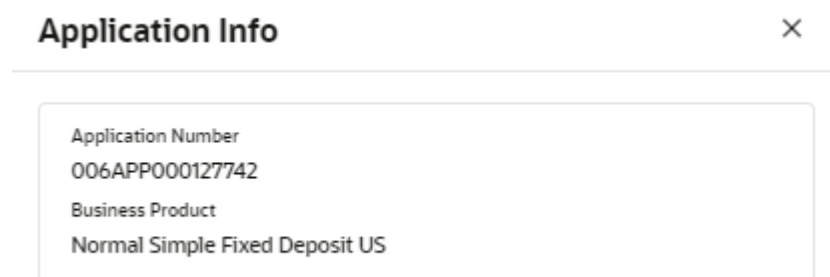 Application Info
Application Number
006APP000127742
Business Product
Normal Simple Fixed Deposit US